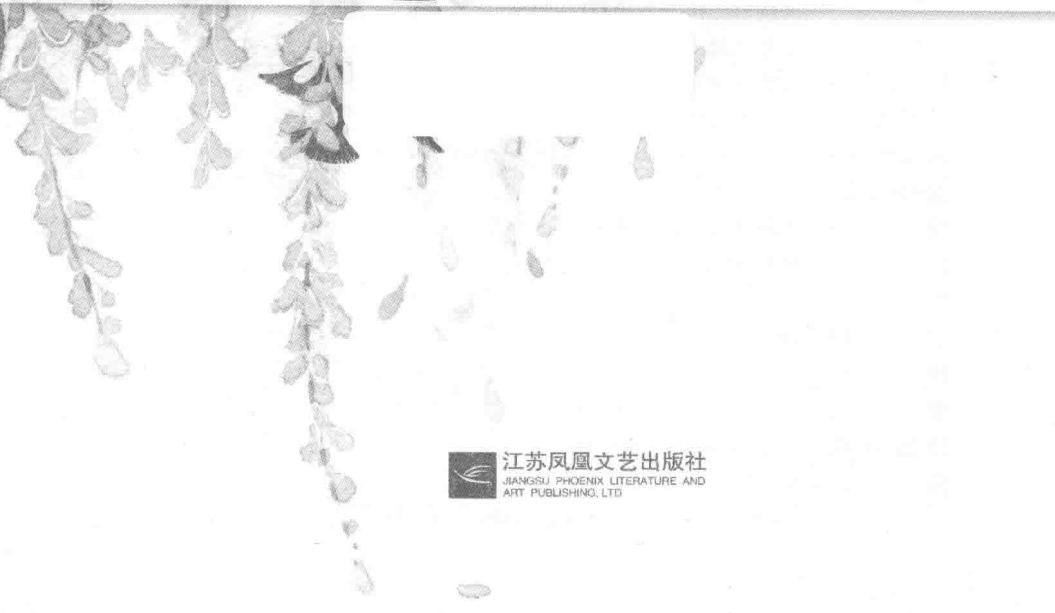 江苏凤凰文艺出版社
JIANGSU PHOENIX LITERATURE AND
ART PUBLISHING, LTD